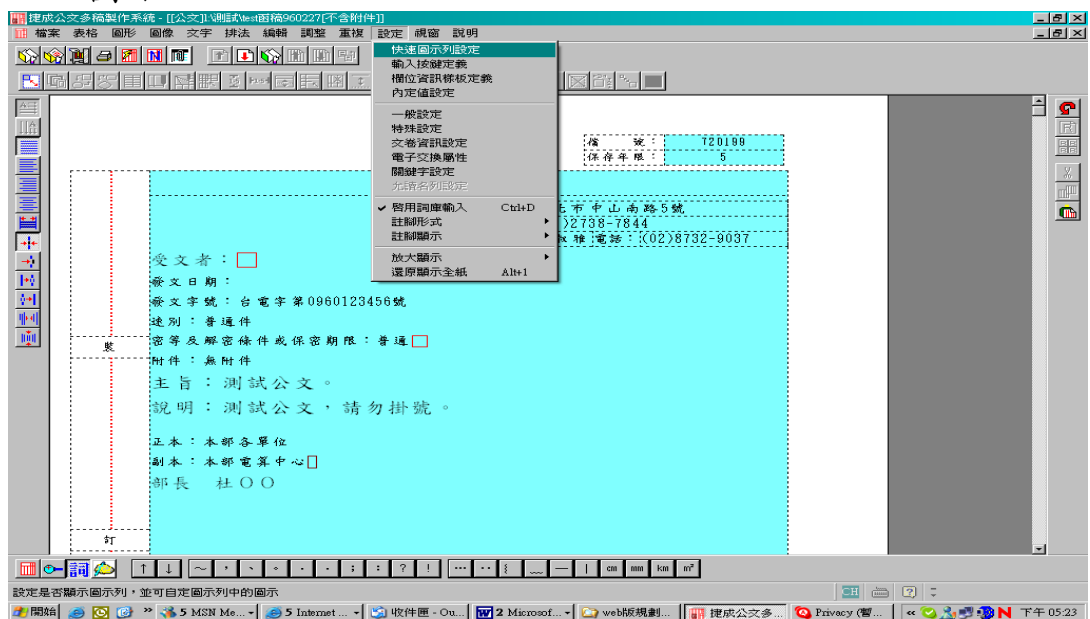 捷成公文多稿製作系統 - [[公文]I:\測試\test函稿960227[不含附件]]
檔案 表格 圖形 圖像 文字 排法 編輯 調整 重複 設定 視窗 說明
快速圖示列設定
輸入按鍵定義
欄位資訊樣板定義
內定值設定
一般設定
特殊設定
文卷資訊設定
電子交換屬性
關鍵字設定
允讀名列設定
啓用詞庫輸入 Ctrl+D
註腳形式
註腳顯示
放大顯示
還原顯示全紙 Alt+1
檔 號： 720199
保存年限： 5
北市中山南路5號
)2738-7844
雅 電話：(02)8732-9037
受文者：
發文日期：
發文字號：台電字第0960123456號
速別：普通件
密等及解密條件或保密期限：普通
裝
附件：無附件
主旨：測試公文。
說明：測試公文，請勿掛號。
正本：本部各單位
副本：本部電算中心
部長 杜○○
訂
詞 ↑ ↓ ～ ， 、 。 ． ‧ ； ： ？ ！ … ‥ ﹏ — ｜ cm mm km m²
設定是否顯示圖示列，並可自定圖示列中的圖示
開始 » 5 MSN Me... 5 Internet ... 收件匣 - Ou... 2 Microsof... web版規劃... 捷成公文多... Privacy (智... « N 下午 05:23